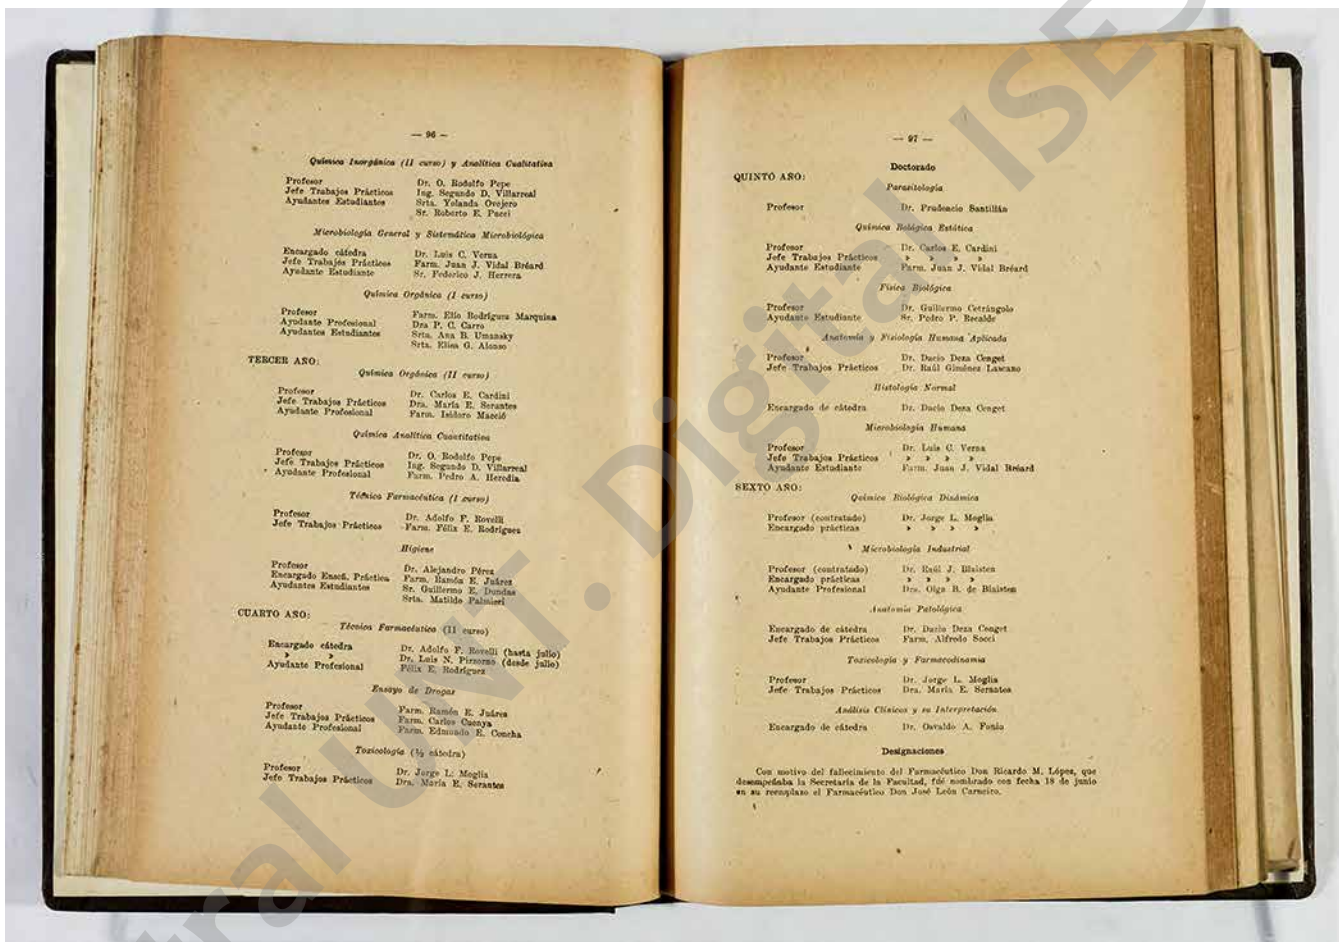 — 96 —
Química Inorgánica (II curso) y Analítica Cualitativa
Profesor Dr. O. Rodolfo Pepe
Jefe Trabajos Prácticos Ing. Segundo D. Villarreal
Ayudantes Estudiantes Srta. Yolanda Ovejero
Sr. Roberto E. Pucci
Microbiología General y Sistemática Microbiológica
Encargado cátedra Dr. Luis C. Verna
Jefe Trabajos Prácticos Farm. Juan J. Vidal Bréard
Ayudante Estudiante Sr. Federico J. Herrera
Química Orgánica (I curso)
Profesor Farm. Elio Rodríguez Marquina
Ayudante Profesional Dra P. C. Carro
Ayudantes Estudiantes Srta. Ana B. Umansky
Srta. Elisa G. Alonso
TERCER AÑO:
Química Orgánica (II curso)
Profesor Dr. Carlos E. Cardini
Jefe Trabajos Prácticos Dra. María E. Serantes
Ayudante Profesional Farm. Isidoro Macció
Química Analítica Cuantitativa
Profesor Dr. O. Rodolfo Pepe
Jefe Trabajos Prácticos Ing. Segundo D. Villarreal
Ayudante Profesional Farm. Pedro A. Heredia
Técnica Farmacéutica (I curso)
Profesor Dr. Adolfo F. Rovelli
Jefe Trabajos Prácticos Farm. Félix E. Rodríguez
Higiene
Profesor Dr. Alejandro Pérez
Encargado Enseñ. Práctica Farm. Ramón E. Juárez
Ayudantes Estudiantes Sr. Guillermo E. Dundas
Srta. Matilde Palmieri
CUARTO AÑO:
Técnica Farmacéutica (II curso)
Encargado cátedra Dr. Adolfo F. Rovelli (hasta julio)
» » Dr. Luis N. Pizzorno (desde julio)
Ayudante Profesional Félix E. Rodríguez
Ensayo de Drogas
Profesor Farm. Ramón E. Juárez
Jefe Trabajos Prácticos Farm. Carlos Cuenya
Ayudante Profesional Farm. Edmundo E. Concha
Toxicología (½ cátedra)
Profesor Dr. Jorge L. Moglia
Jefe Trabajos Prácticos Dra. María E. Serantes
— 97 —
Doctorado
QUINTO AÑO:
Parasitología
Profesor Dr. Prudencio Santillán
Química Bológica Estática
Profesor Dr. Carlos E. Cardini
Jefe Trabajos Prácticos » » » »
Ayudante Estudiante Farm. Juan J. Vidal Bréard
Física Biológica
Profesor Dr. Guillermo Cetrángolo
Ayudante Estudiante Sr. Pedro P. Recalde
Anatomía y Fisiología Humana Aplicada
Profesor Dr. Dacio Deza Cenget
Jefe Trabajos Prácticos Dr. Raúl Giménez Lascano
Histología Normal
Encargado de cátedra Dr. Dacio Deza Cenget
Microbiología Humana
Profesor Dr. Luis C. Verna
Jefe Trabajos Prácticos » » » »
Ayudante Estudiante Farm. Juan J. Vidal Bréard
SEXTO AÑO:
Química Biológica Dinámica
Profesor (contratado) Dr. Jorge L. Moglia
Encargado prácticas » » » »
Microbiología Industrial
Profesor (contratado) Dr. Raúl J. Blaisten
Encargado prácticas » » » »
Ayudante Profesional Dra. Olga B. de Blaisten
Anatomía Patológica
Encargado de cátedra Dr. Dacio Deza Cenget
Jefe Trabajos Prácticos Farm. Alfredo Socci
Toxicología y Farmacodinamia
Profesor Dr. Jorge L. Moglia
Jefe Trabajos Prácticos Dra. María E. Serantes
Análisis Clínicos y su Interpretación
Encargado de cátedra Dr. Osvaldo A. Fonio
Designaciones
Con motivo del fallecimiento del Farmacéutico Don Ricardo M. López, que
desempeñaba la Secretaría de la Facultad, fué nombrado con fecha 18 de junio
en su reemplazo el Farmacéutico Don José León Carneiro.
UNT. Digital ISE